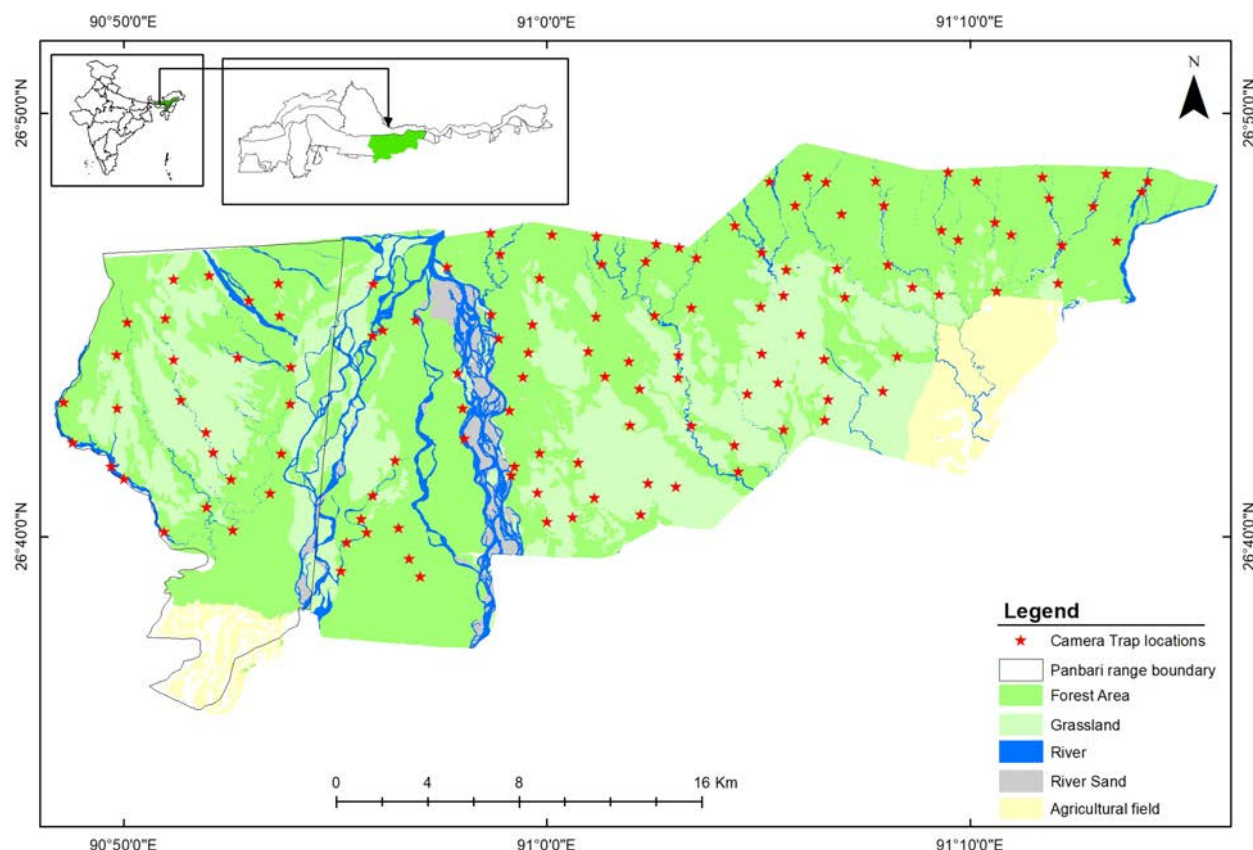 90°50'0"E 91°0'0"E 91°10'0"E
N
26°50'0"N 26°50'0"N
26°40'0"N 26°40'0"N
Legend
Camera Trap locations
Panbari range boundary
Forest Area
Grassland
River
River Sand
Agricultural field
0 4 8 16 Km
90°50'0"E 91°0'0"E 91°10'0"E